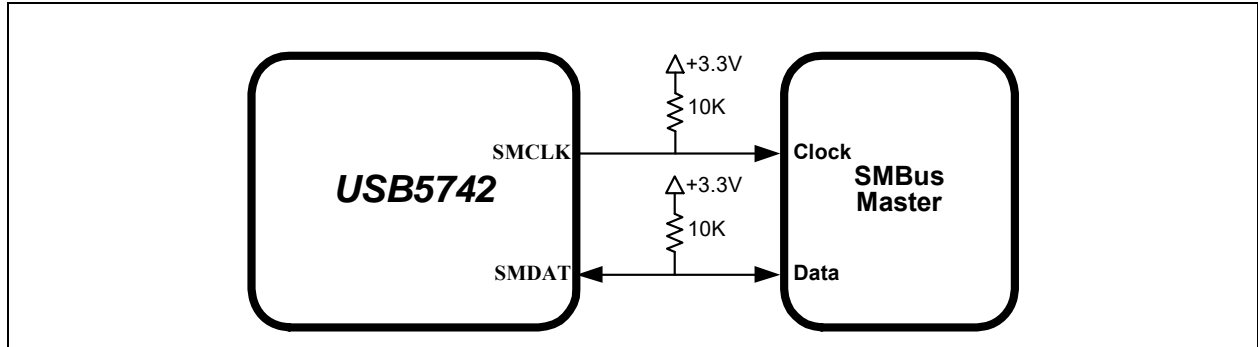 +3.3V
10K
SMCLK
Clock
USB5742
SMBus
Master
+3.3V
10K
SMDAT
Data